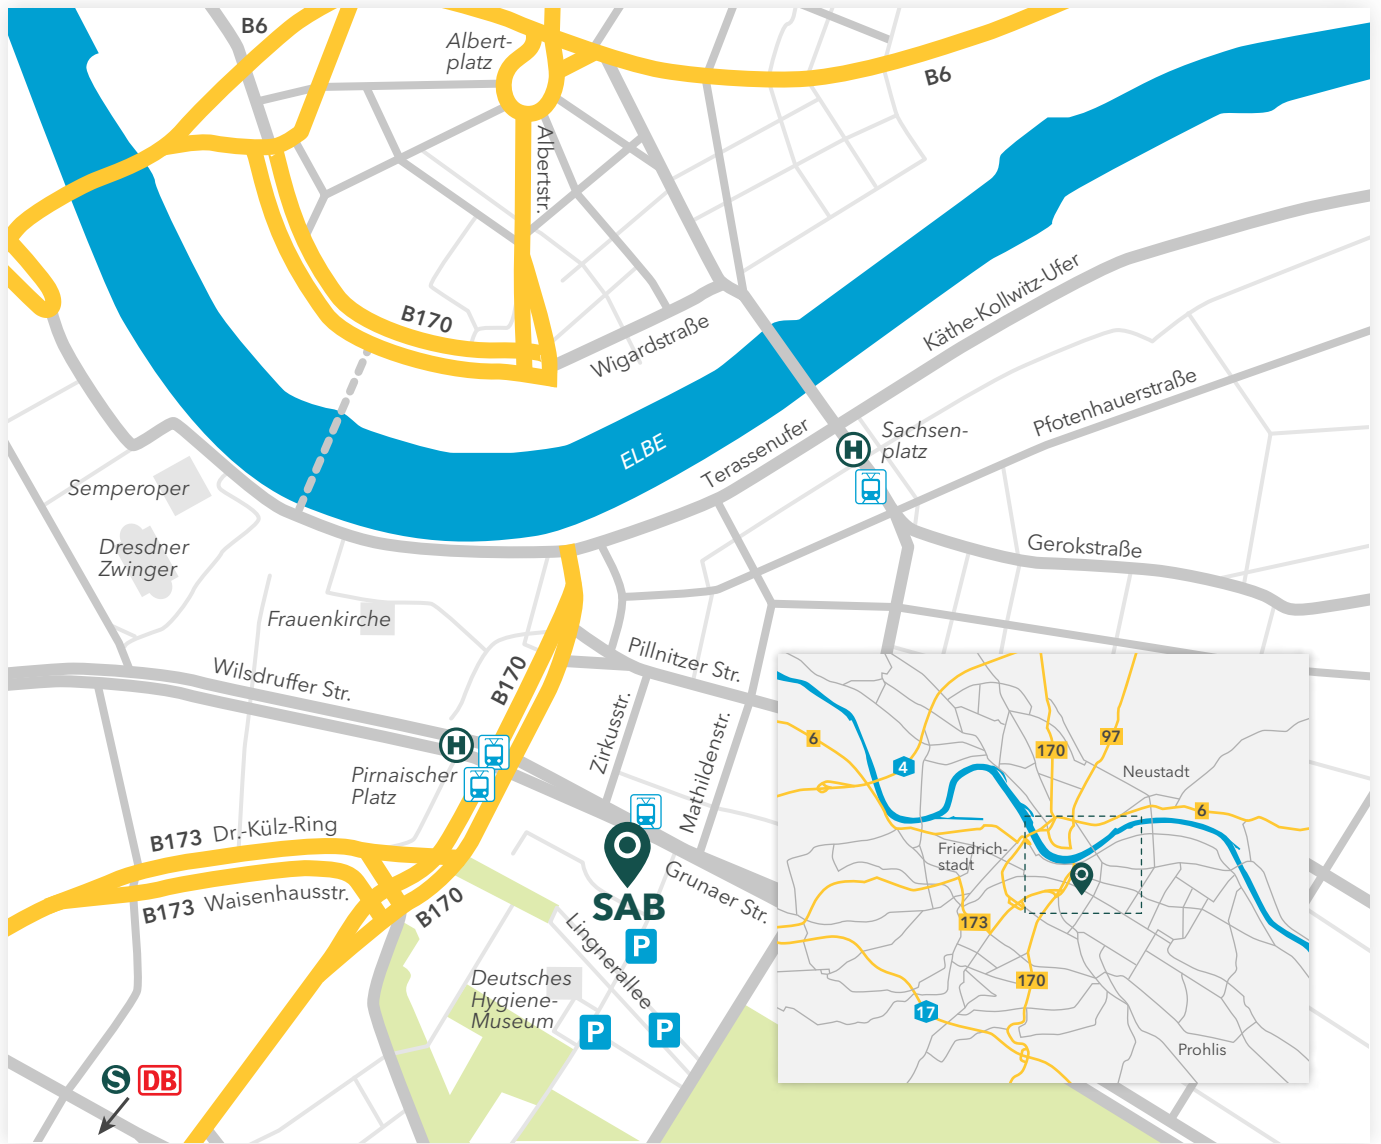 B6
Albert-
platz
B6
Albertstr.
B170
Wigardstraße
Käthe-Kollwitz-Ufer
Pfotenhauerstraße
ELBE
Terassenufer
H
Sachsen-
platz
Semperoper
Dresdner
Zwinger
Gerokstraße
Frauenkirche
Wilsdruffer Str.
B170
Pillnitzer Str.
Zirkusstr.
Mathildenstr.
H
Pirnaischer
Platz
B173 Dr.-Külz-Ring
B173 Waisenhausstr.
B170
SAB
Grunaer Str.
P
Lingnerallee
Deutsches
Hygiene-
Museum
P
P
S
DB
6
4
170
97
Neustadt
6
Friedrich-
stadt
173
170
17
Prohlis